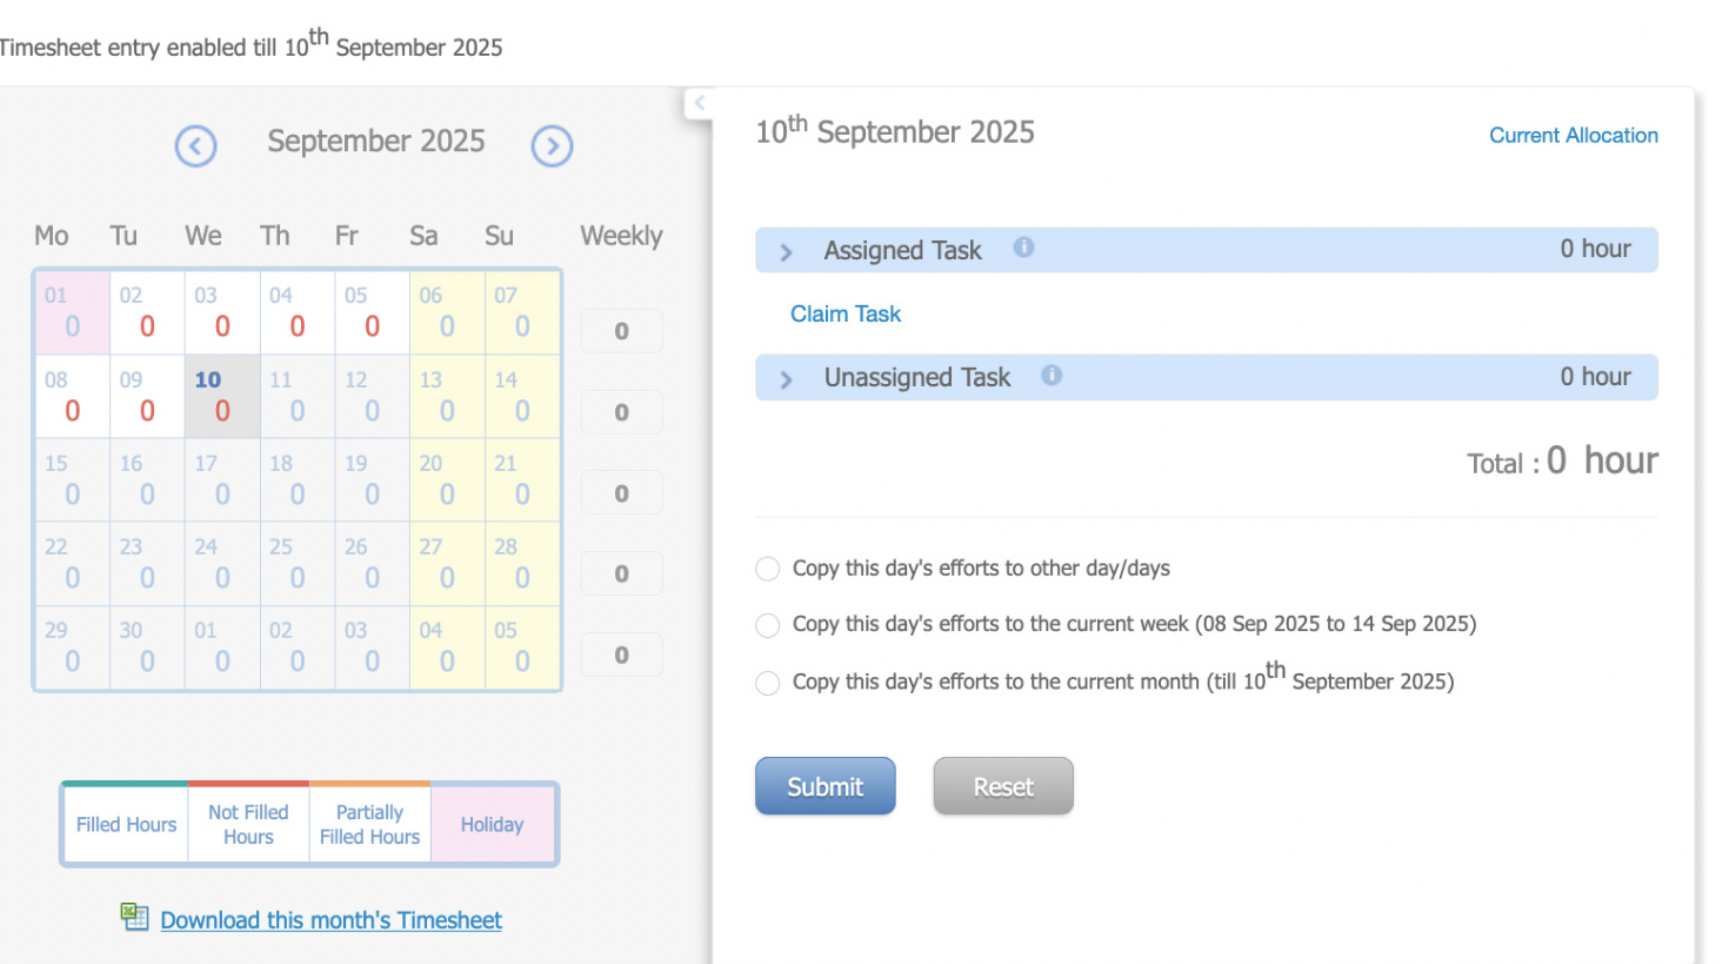 Timesheet entry enabled till 10th September 2025
September 2025
Mo Tu We Th Fr Sa Su Weekly
01 02 03 04 05 06 07
0 0 0 0 0 0 0 0
08 09 10 11 12 13 14
0 0 0 0 0 0 0 0
15 16 17 18 19 20 21
0 0 0 0 0 0 0 0
22 23 24 25 26 27 28
0 0 0 0 0 0 0 0
29 30 01 02 03 04 05
0 0 0 0 0 0 0 0
Filled Hours
Not Filled
Hours
Partially
Filled Hours
Holiday
Download this month's Timesheet
10th September 2025
Current Allocation
Assigned Task 0 hour
Claim Task
Unassigned Task 0 hour
Total : 0 hour
Copy this day's efforts to other day/days
Copy this day's efforts to the current week (08 Sep 2025 to 14 Sep 2025)
Copy this day's efforts to the current month (till 10th September 2025)
Submit Reset